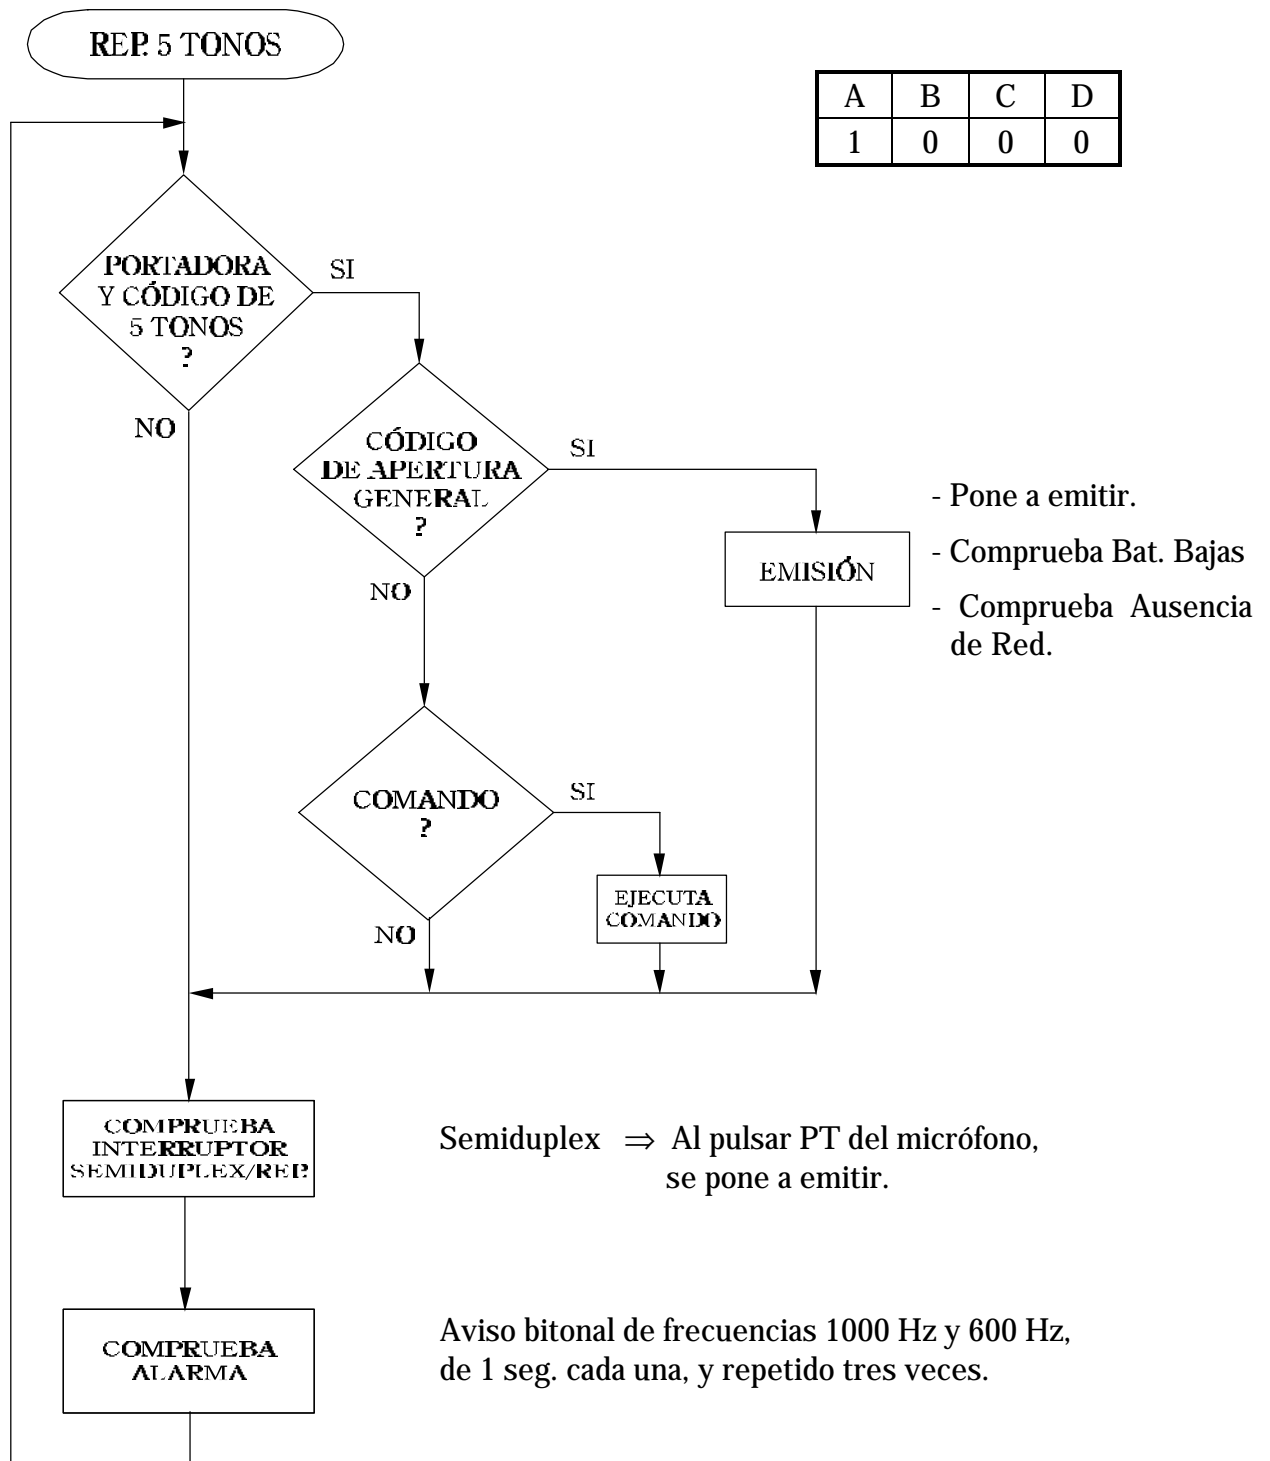 REP. 5 TONOS
A B C D
1 0 0 0
PORTADORA
Y CÓDIGO DE
5 TONOS
?
SI
NO
CÓDIGO
DE APERTURA
GENERAL
?
SI
NO
EMISIÓN
- Pone a emitir.
- Comprueba Bat. Bajas
- Comprueba Ausencia
de Red.
COMANDO
?
SI
NO
EJECUTA
COMANDO
COMPRUEBA
INTERRUPTOR
SEMIDUPLEX/REP.
Semiduplex ⇒ Al pulsar PT del micrófono,
se pone a emitir.
COMPRUEBA
ALARMA
Aviso bitonal de frecuencias 1000 Hz y 600 Hz,
de 1 seg. cada una, y repetido tres veces.